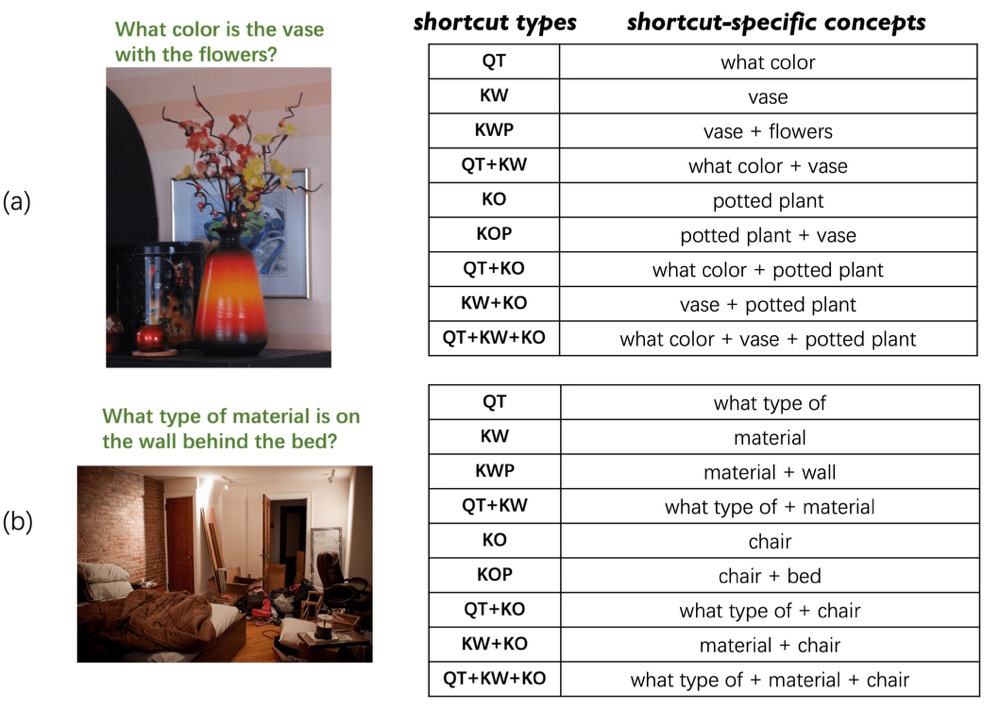 What color is the vase
with the flowers?
(a)
shortcut types shortcut-specific concepts
QT what color
KW vase
KWP vase + flowers
QT+KW what color + vase
KO potted plant
KOP potted plant + vase
QT+KO what color + potted plant
KW+KO vase + potted plant
QT+KW+KO what color + vase + potted plant
What type of material is on
the wall behind the bed?
(b)
QT what type of
KW material
KWP material + wall
QT+KW what type of + material
KO chair
KOP chair + bed
QT+KO what type of + chair
KW+KO material + chair
QT+KW+KO what type of + material + chair